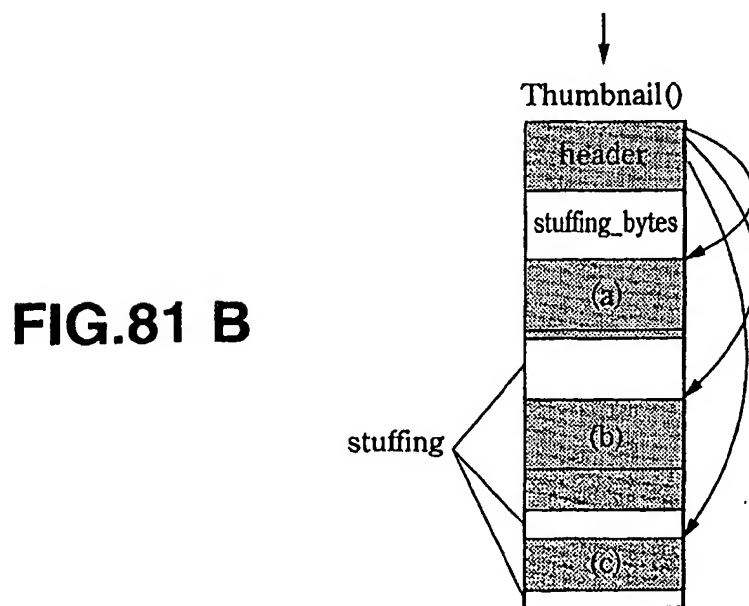 Thumbnail()
header
stuffing_bytes
(a)
FIG.81 B
stuffing
(b)
(c)